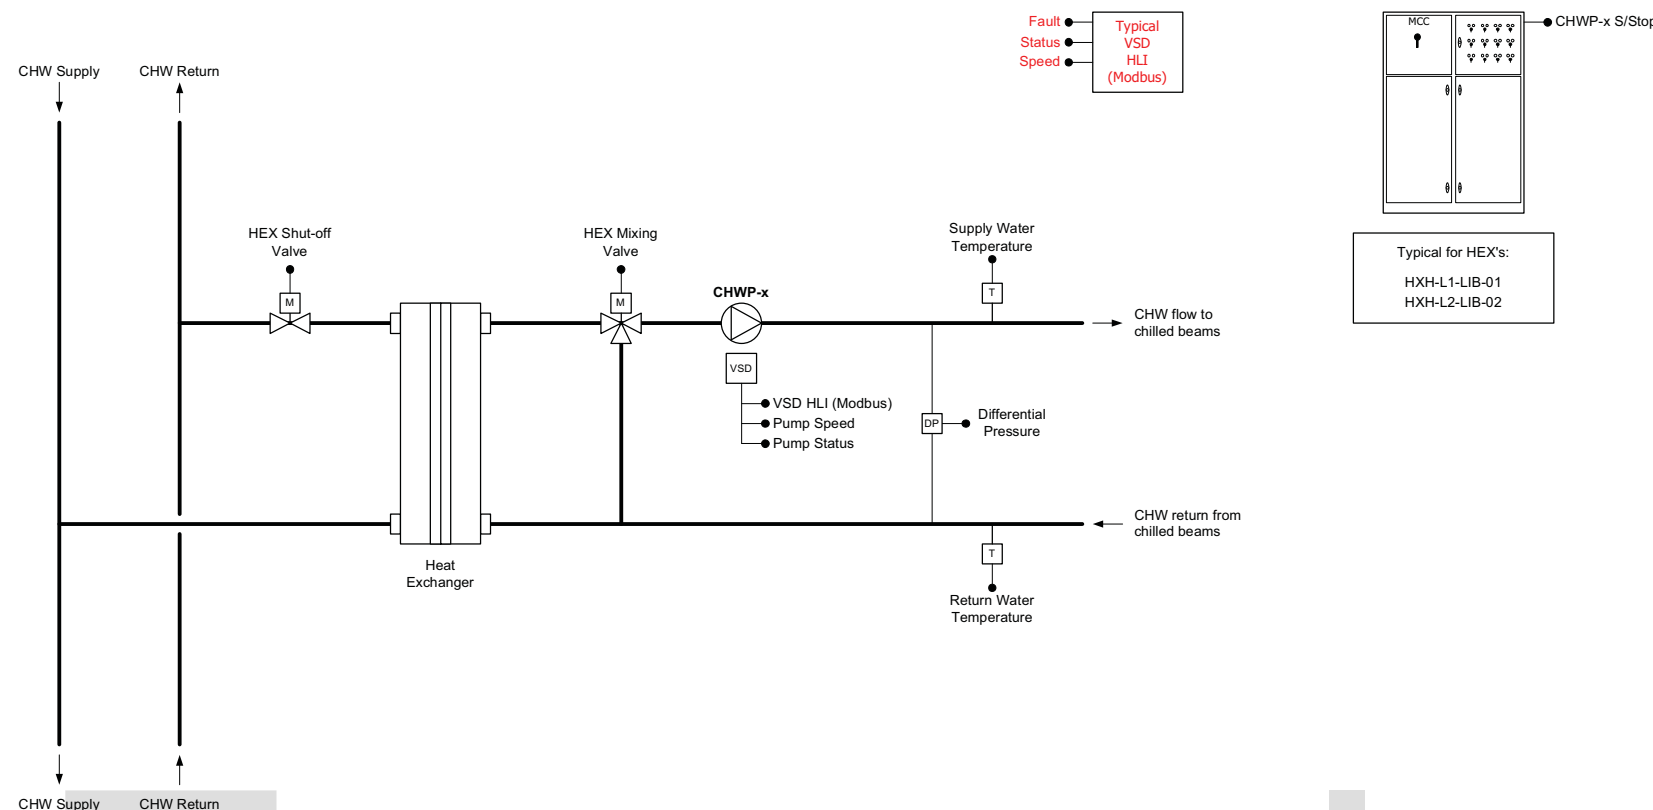 Fault
Status
Speed
Typical
VSD
HLI
(Modbus)
MCC
CHWP-x S/Stop
CHW Supply
CHW Return
HEX Shut-off
Valve
M
HEX Mixing
Valve
M
CHWP-x
Supply Water
Temperature
T
Typical for HEX's:
HXH-L1-LIB-01
HXH-L2-LIB-02
CHW flow to
chilled beams
VSD
VSD HLI (Modbus)
Pump Speed
Pump Status
DP
Differential
Pressure
CHW return from
chilled beams
T
Return Water
Temperature
Heat
Exchanger
CHW Supply
CHW Return